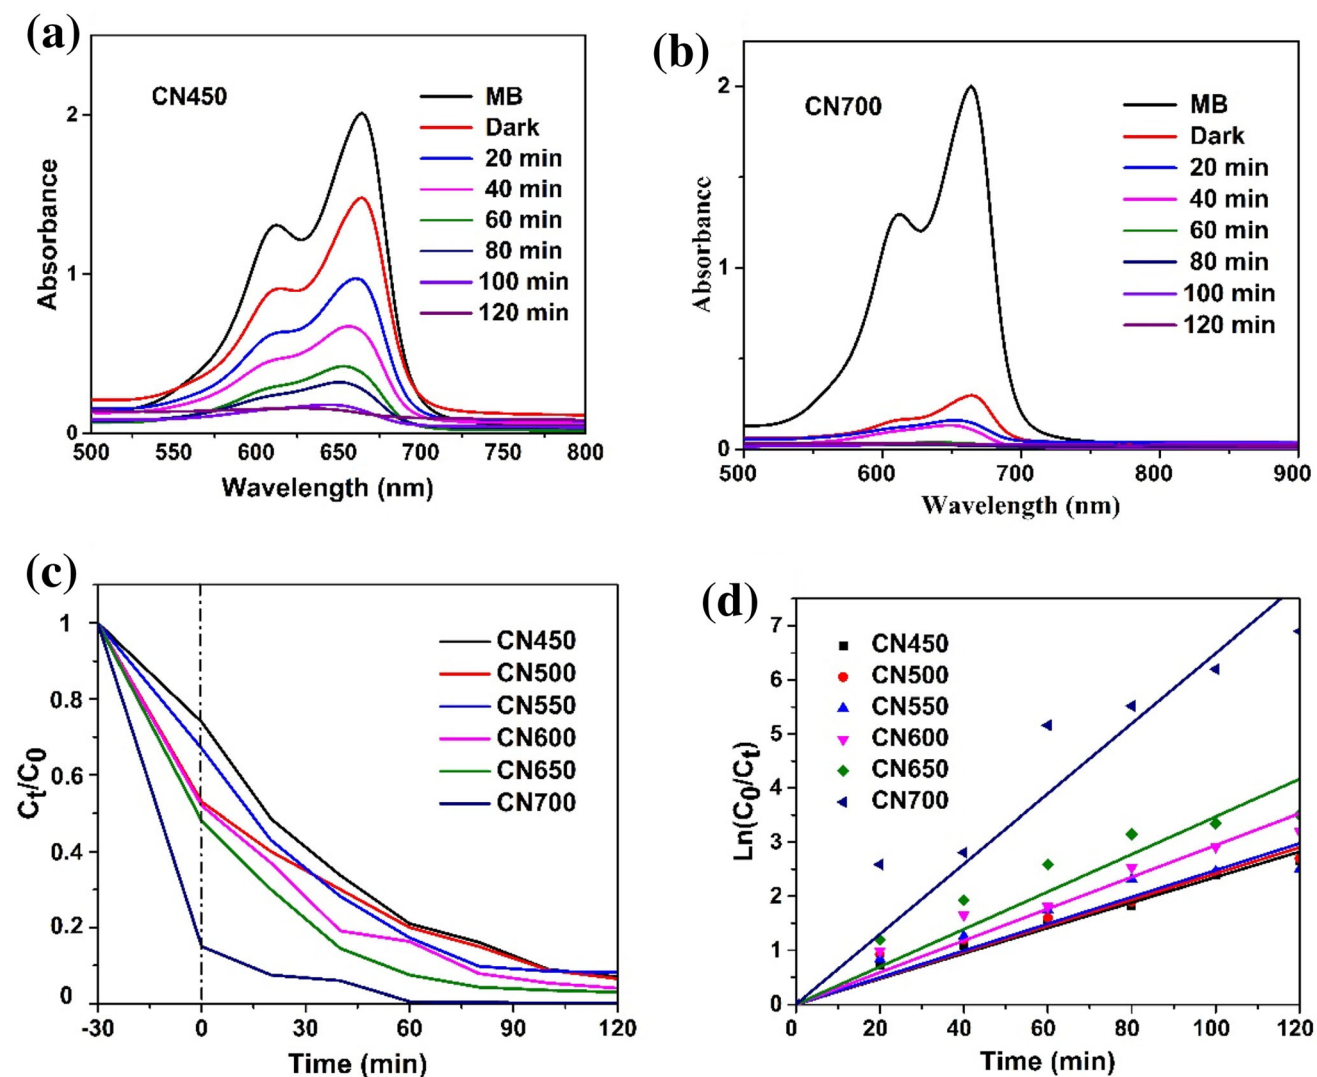 (a)
CN450
MB
Dark
20 min
40 min
60 min
80 min
100 min
120 min
Absorbance
2
1
0
500 550 600 650 700 750 800
Wavelength (nm)
(b)
CN700
MB
Dark
20 min
40 min
60 min
80 min
100 min
120 min
Absorbance
2
1
0
500 600 700 800 900
Wavelength (nm)
(c)
CN450
CN500
CN550
CN600
CN650
CN700
Ct/C0
1
0.8
0.6
0.4
0.2
0
-30 0 30 60 90 120
Time (min)
(d)
CN450
CN500
CN550
CN600
CN650
CN700
Ln(C0/Ct)
7
6
5
4
3
2
1
0
0 20 40 60 80 100 120
Time (min)